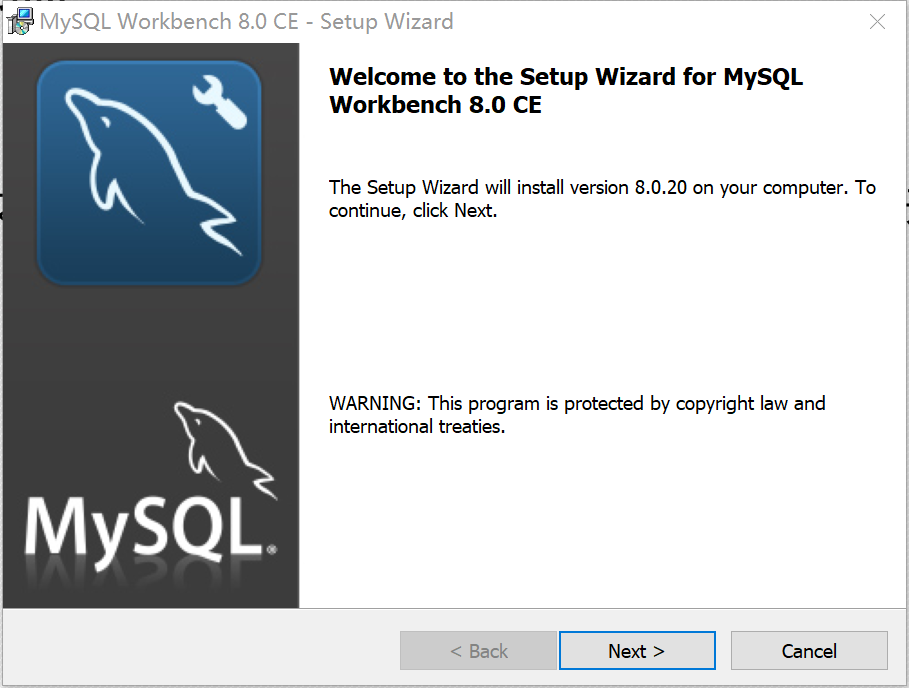 MySQL Workbench 8.0 CE - Setup Wizard
Welcome to the Setup Wizard for MySQL
Workbench 8.0 CE
The Setup Wizard will install version 8.0.20 on your computer. To
continue, click Next.
WARNING: This program is protected by copyright law and
international treaties.
MySQL®
< Back
Next >
Cancel